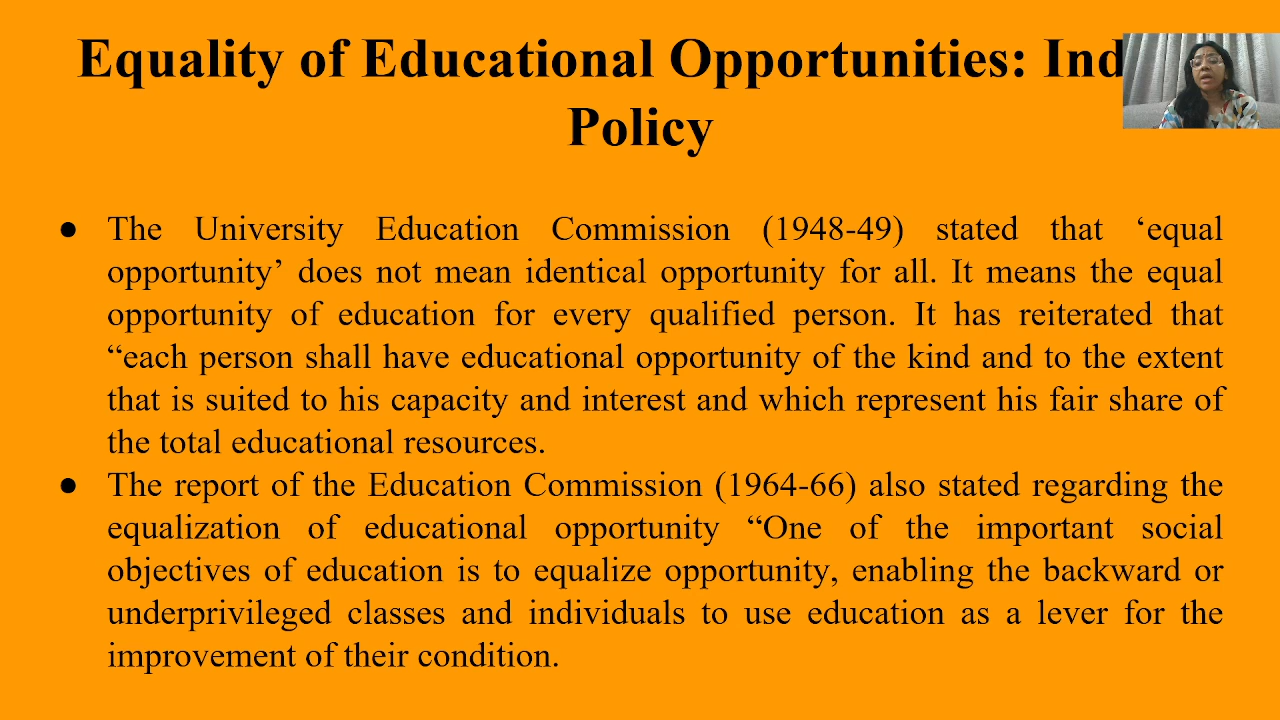 Equality of Educational Opportunities: Ind
Policy
● The University Education Commission (1948-49) stated that ‘equal
opportunity’ does not mean identical opportunity for all. It means the equal
opportunity of education for every qualified person. It has reiterated that
“each person shall have educational opportunity of the kind and to the extent
that is suited to his capacity and interest and which represent his fair share of
the total educational resources.
● The report of the Education Commission (1964-66) also stated regarding the
equalization of educational opportunity “One of the important social
objectives of education is to equalize opportunity, enabling the backward or
underprivileged classes and individuals to use education as a lever for the
improvement of their condition.